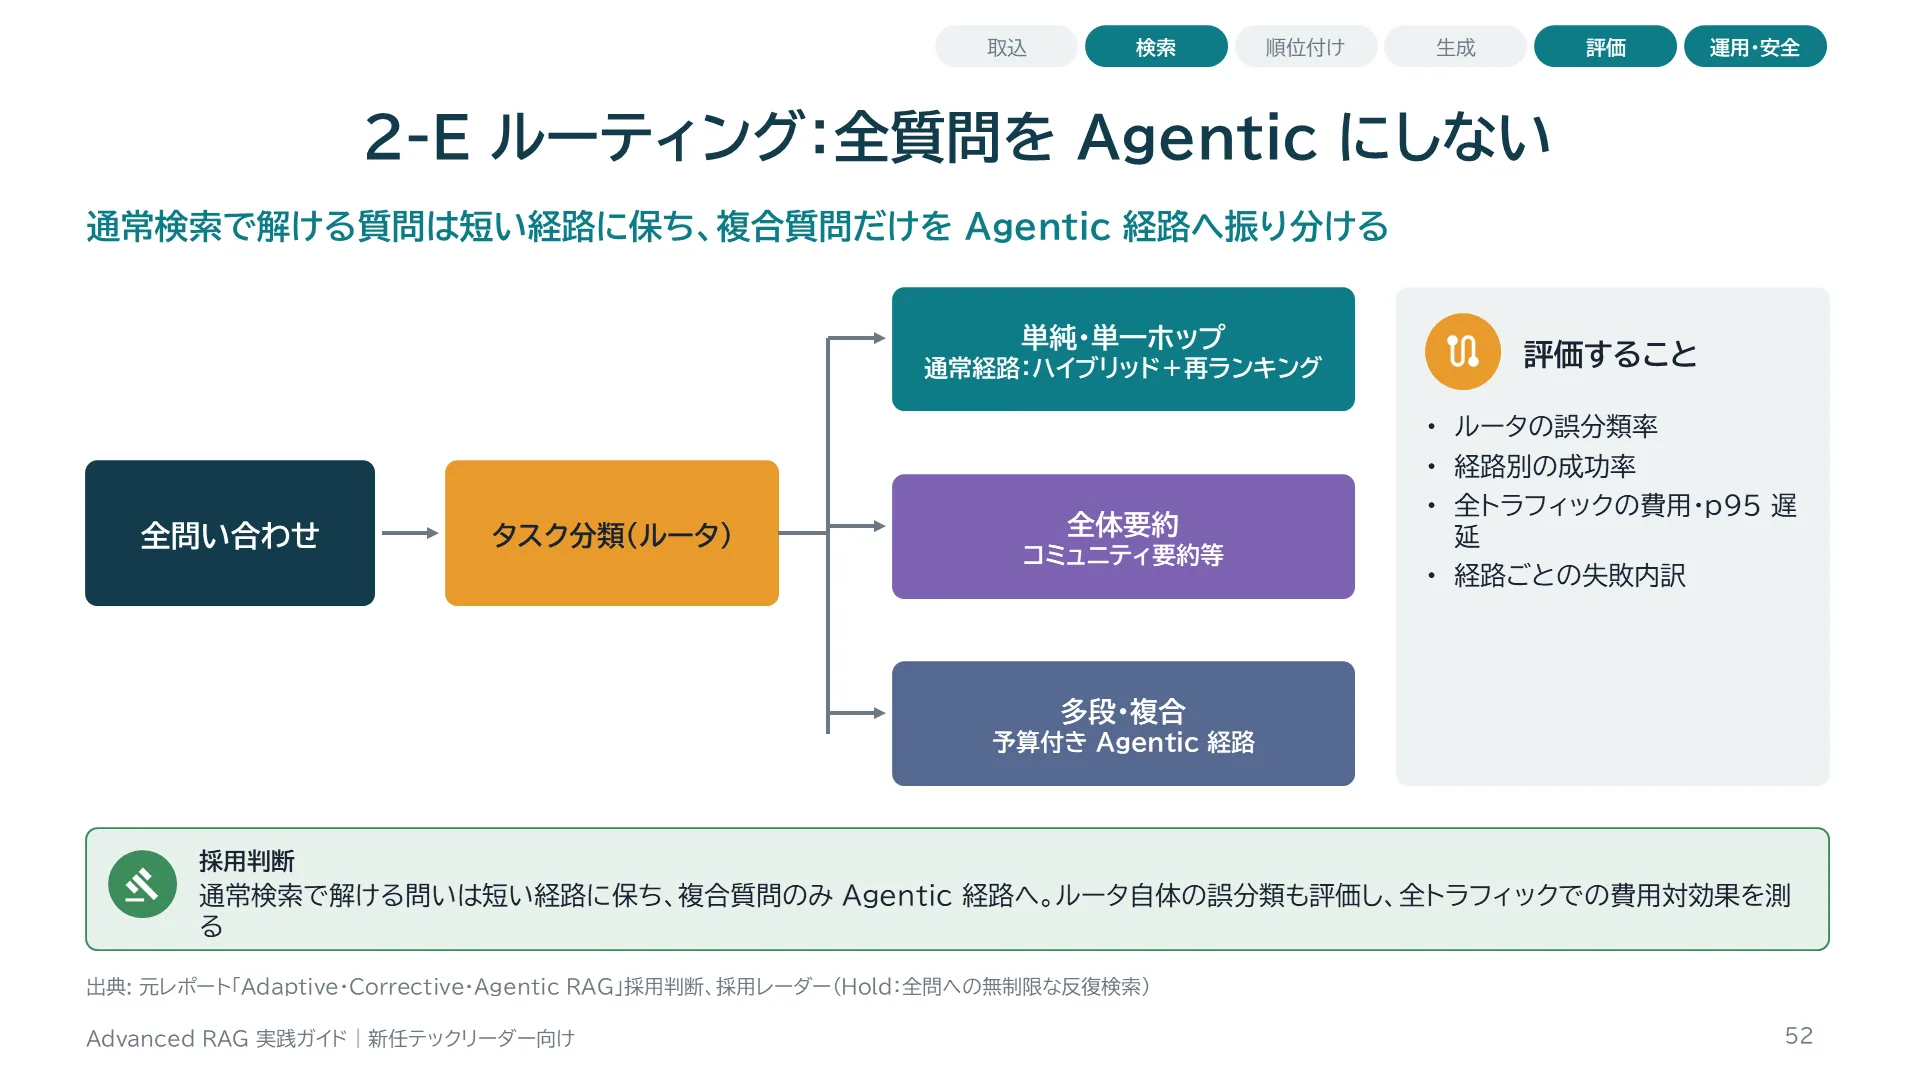 取込
検索
順位付け
生成
評価
運用・安全
2-E ルーティング：全質問を Agentic にしない
通常検索で解ける質問は短い経路に保ち、複合質問だけを Agentic 経路へ振り分ける
全問い合わせ
タスク分類（ルータ）
単純・単一ホップ
通常経路：ハイブリッド＋再ランキング
全体要約
コミュニティ要約等
多段・複合
予算付き Agentic 経路
評価すること
• ルータの誤分類率
• 経路別の成功率
• 全トラフィックの費用・p95 遅
延
• 経路ごとの失敗内訳
採用判断
通常検索で解ける問いは短い経路に保ち、複合質問のみ Agentic 経路へ。ルータ自体の誤分類も評価し、全トラフィックでの費用対効果を測
る
出典: 元レポート「Adaptive・Corrective・Agentic RAG」採用判断、採用レーダー（Hold：全問への無制限な反復検索）
Advanced RAG 実践ガイド｜新任テックリーダー向け
52